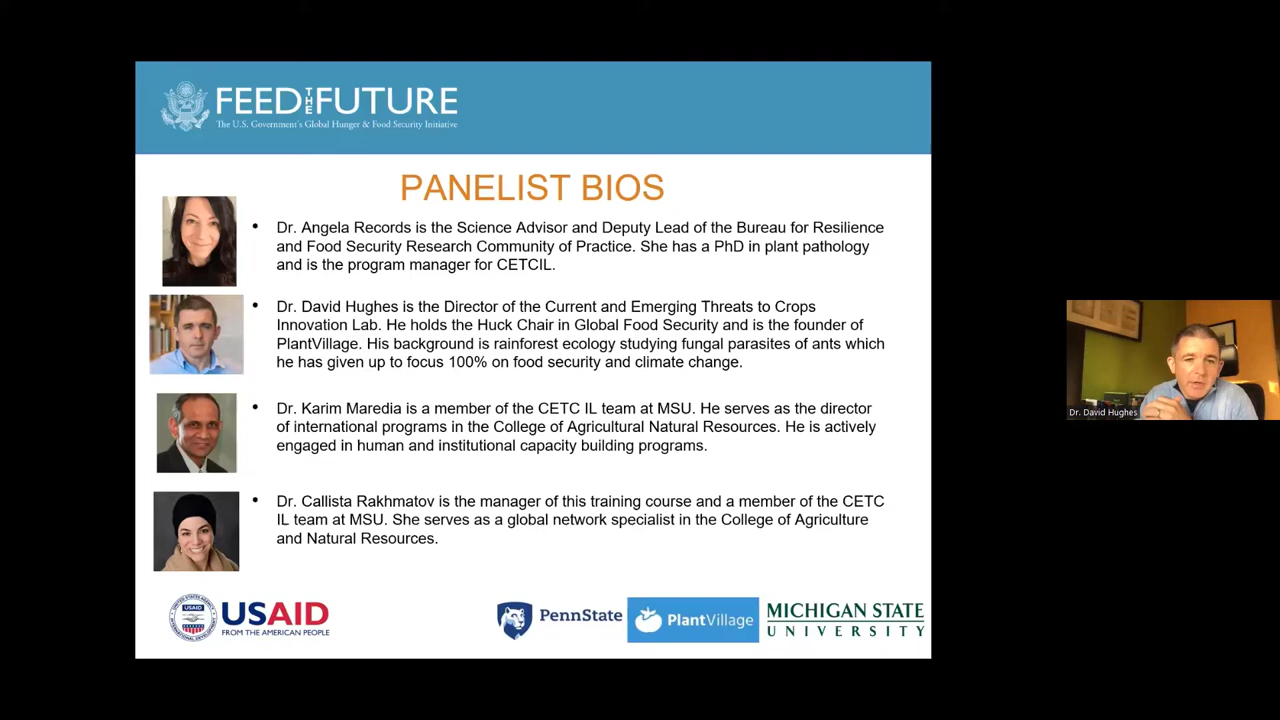 FEED THE FUTURE
The U.S. Government's Global Hunger & Food Security Initiative
PANELIST BIOS
• Dr. Angela Records is the Science Advisor and Deputy Lead of the Bureau for Resilience
and Food Security Research Community of Practice. She has a PhD in plant pathology
and is the program manager for CETCIL.
• Dr. David Hughes is the Director of the Current and Emerging Threats to Crops
Innovation Lab. He holds the Huck Chair in Global Food Security and is the founder of
PlantVillage. His background is rainforest ecology studying fungal parasites of ants which
he has given up to focus 100% on food security and climate change.
• Dr. Karim Maredia is a member of the CETC IL team at MSU. He serves as the director
of international programs in the College of Agricultural Natural Resources. He is actively
engaged in human and institutional capacity building programs.
• Dr. Callista Rakhmatov is the manager of this training course and a member of the CETC
IL team at MSU. She serves as a global network specialist in the College of Agriculture
and Natural Resources.
USAID
FROM THE AMERICAN PEOPLE
PennState
PlantVillage
MICHIGAN STATE
UNIVERSITY
Dr. David Hughes